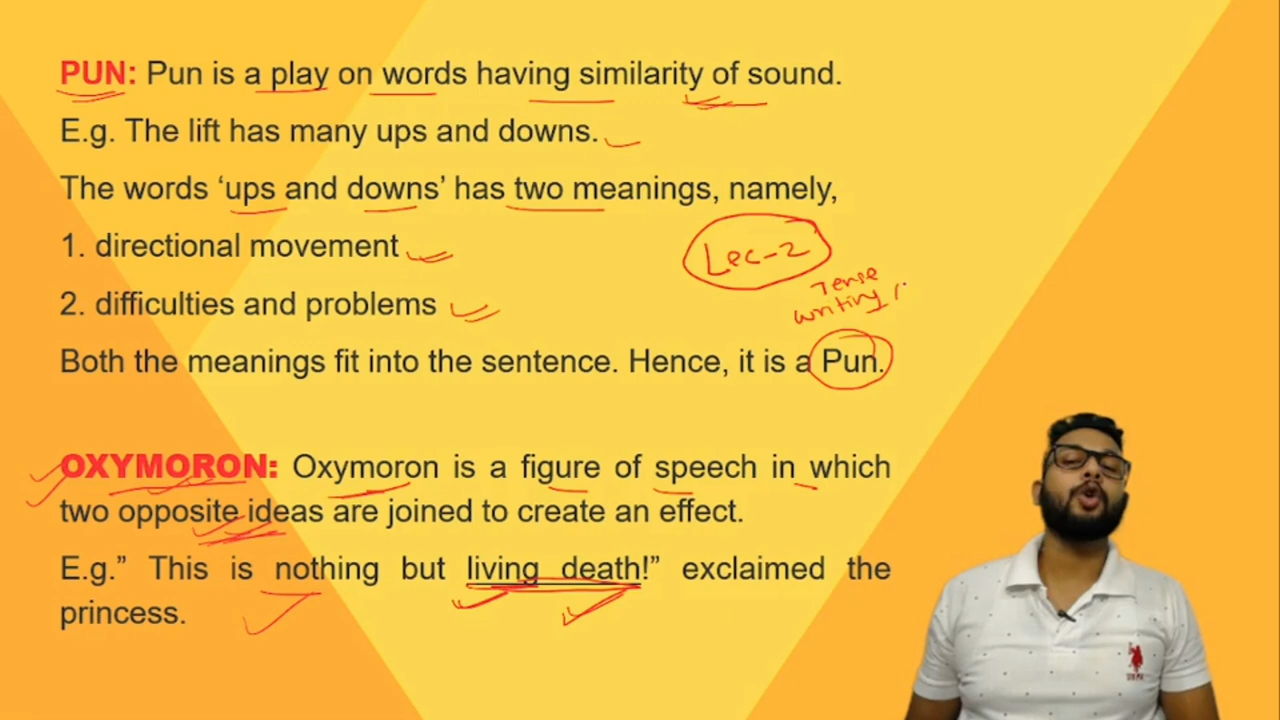 PUN: Pun is a play on words having similarity of sound.
E.g. The lift has many ups and downs.
The words ‘ups and downs’ has two meanings, namely,
1. directional movement
Lec-2
Tense
writing
2. difficulties and problems
Both the meanings fit into the sentence. Hence, it is a Pun.
OXYMORON: Oxymoron is a figure of speech in which
two opposite ideas are joined to create an effect.
E.g.” This is nothing but living death!” exclaimed the
princess.